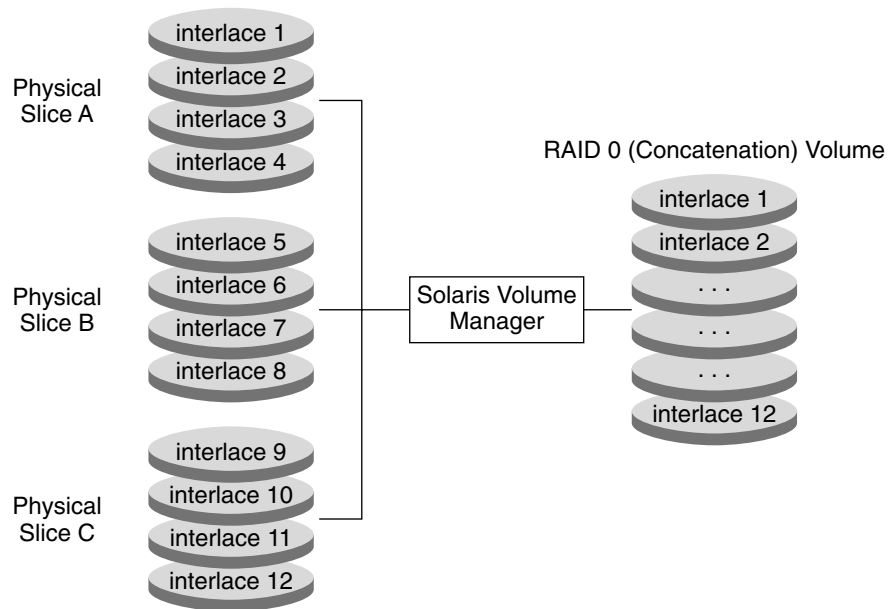 Physical
Slice A
interlace 1
interlace 2
interlace 3
interlace 4
Physical
Slice B
interlace 5
interlace 6
interlace 7
interlace 8
Physical
Slice C
interlace 9
interlace 10
interlace 11
interlace 12
Solaris Volume
Manager
RAID 0 (Concatenation) Volume
interlace 1
interlace 2
. . .
. . .
. . .
interlace 12